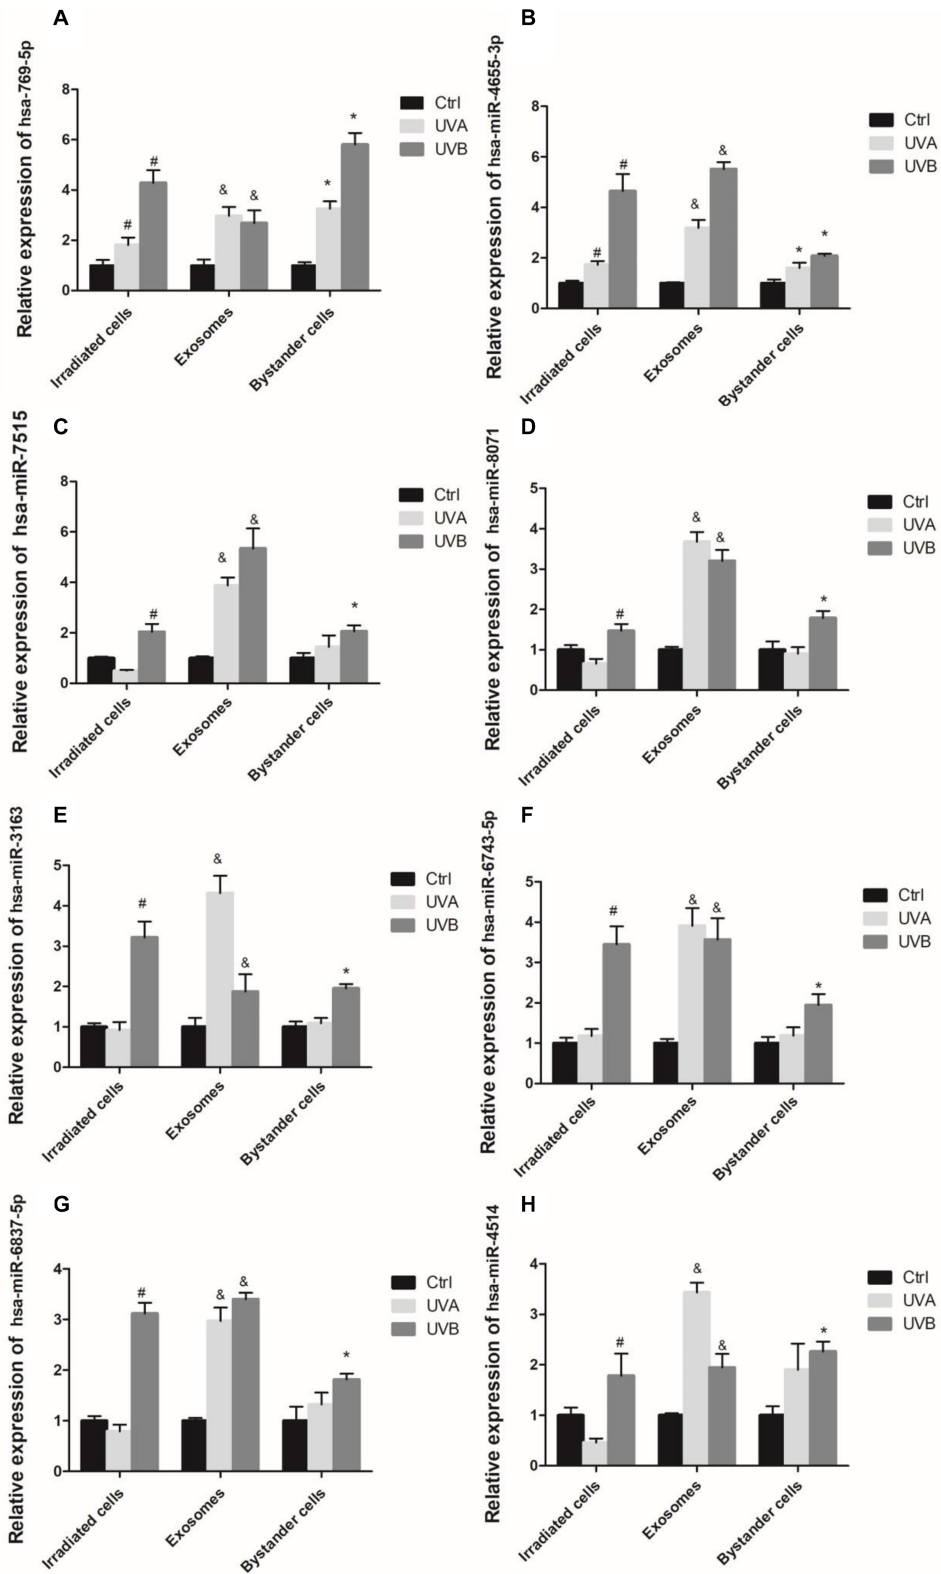 A
Relative expression of hsa-769-5p
8
6
4
2
0
#
#
&
&
*
*
Ctrl
UVA
UVB
Irradiated cells
Exosomes
Bystander cells
B
Relative expression of hsa-miR-4655-3p
8
6
4
2
0
#
#
&
&
*
*
Ctrl
UVA
UVB
Irradiated cells
Exosomes
Bystander cells
C
Relative expression of hsa-miR-7515
8
6
4
2
0
#
&
&
*
Ctrl
UVA
UVB
Irradiated cells
Exosomes
Bystander cells
D
Relative expression of hsa-miR-8071
5
4
3
2
1
0
#
&
&
*
Ctrl
UVA
UVB
Irradiated cells
Exosomes
Bystander cells
E
Relative expression of hsa-miR-3163
5
4
3
2
1
0
#
&
&
*
Ctrl
UVA
UVB
Irradiated cells
Exosomes
Bystander cells
F
Relative expression of hsa-miR-6743-5p
5
4
3
2
1
0
#
&
&
*
Ctrl
UVA
UVB
Irradiated cells
Exosomes
Bystander cells
G
Relative expression of hsa-miR-6837-5p
4
3
2
1
0
#
&
&
*
Ctrl
UVA
UVB
Irradiated cells
Exosomes
Bystander cells
H
Relative expression of hsa-miR-4514
4
3
2
1
0
#
&
&
*
Ctrl
UVA
UVB
Irradiated cells
Exosomes
Bystander cells